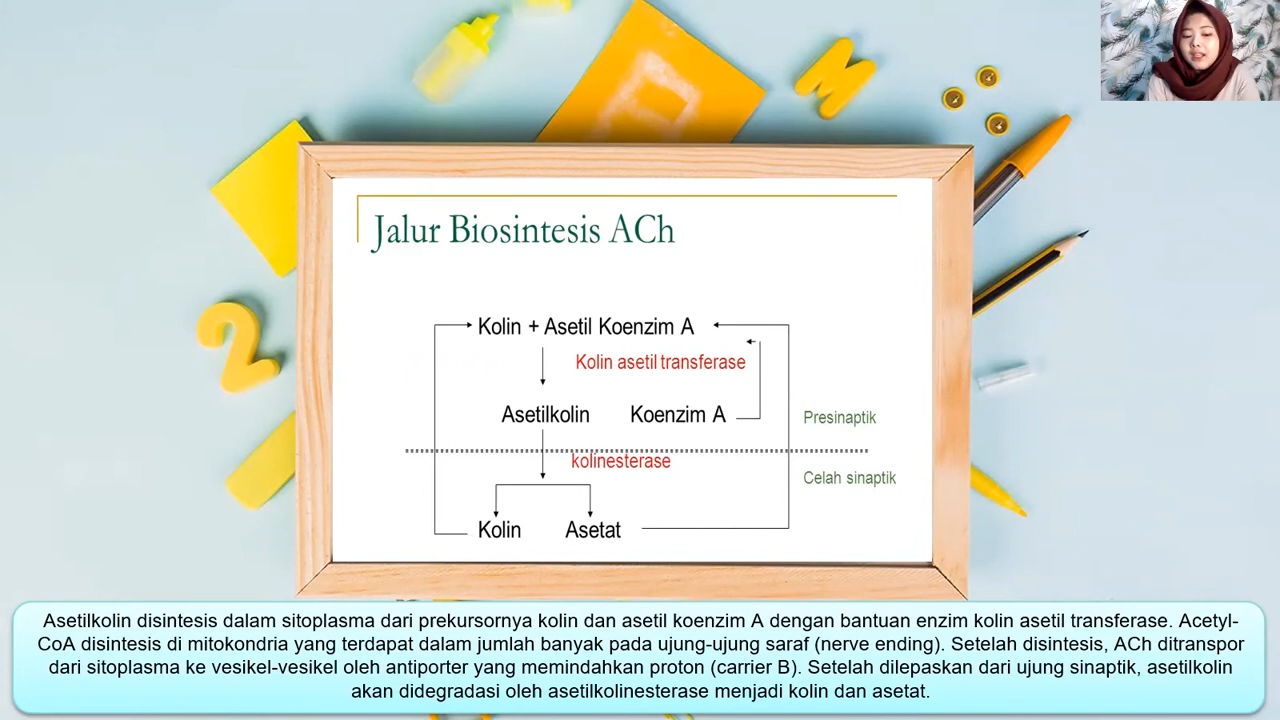 M
2
Jalur Biosintesis ACh
Kolin + Asetil Koenzim A
Kolin asetil transferase
Asetilkolin Koenzim A
Presinaptik
kolinesterase
Celah sinaptik
Kolin Asetat
Asetilkolin disintesis dalam sitoplasma dari prekursornya kolin dan asetil koenzim A dengan bantuan enzim kolin asetil transferase. Acetyl-
CoA disintesis di mitokondria yang terdapat dalam jumlah banyak pada ujung-ujung saraf (nerve ending). Setelah disintesis, ACh ditranspor
dari sitoplasma ke vesikel-vesikel oleh antiporter yang memindahkan proton (carrier B). Setelah dilepaskan dari ujung sinaptik, asetilkolin
akan didegradasi oleh asetilkolinesterase menjadi kolin dan asetat.